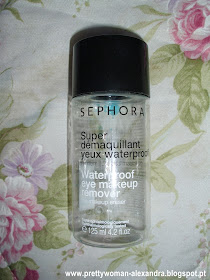 SEPHORA
Super
démaquillant
yeux waterproof
Waterproof
eye makeup
remover
e 125 ml 4.2 fl.oz
www.prettywoman-alexandra.blogspot.pt